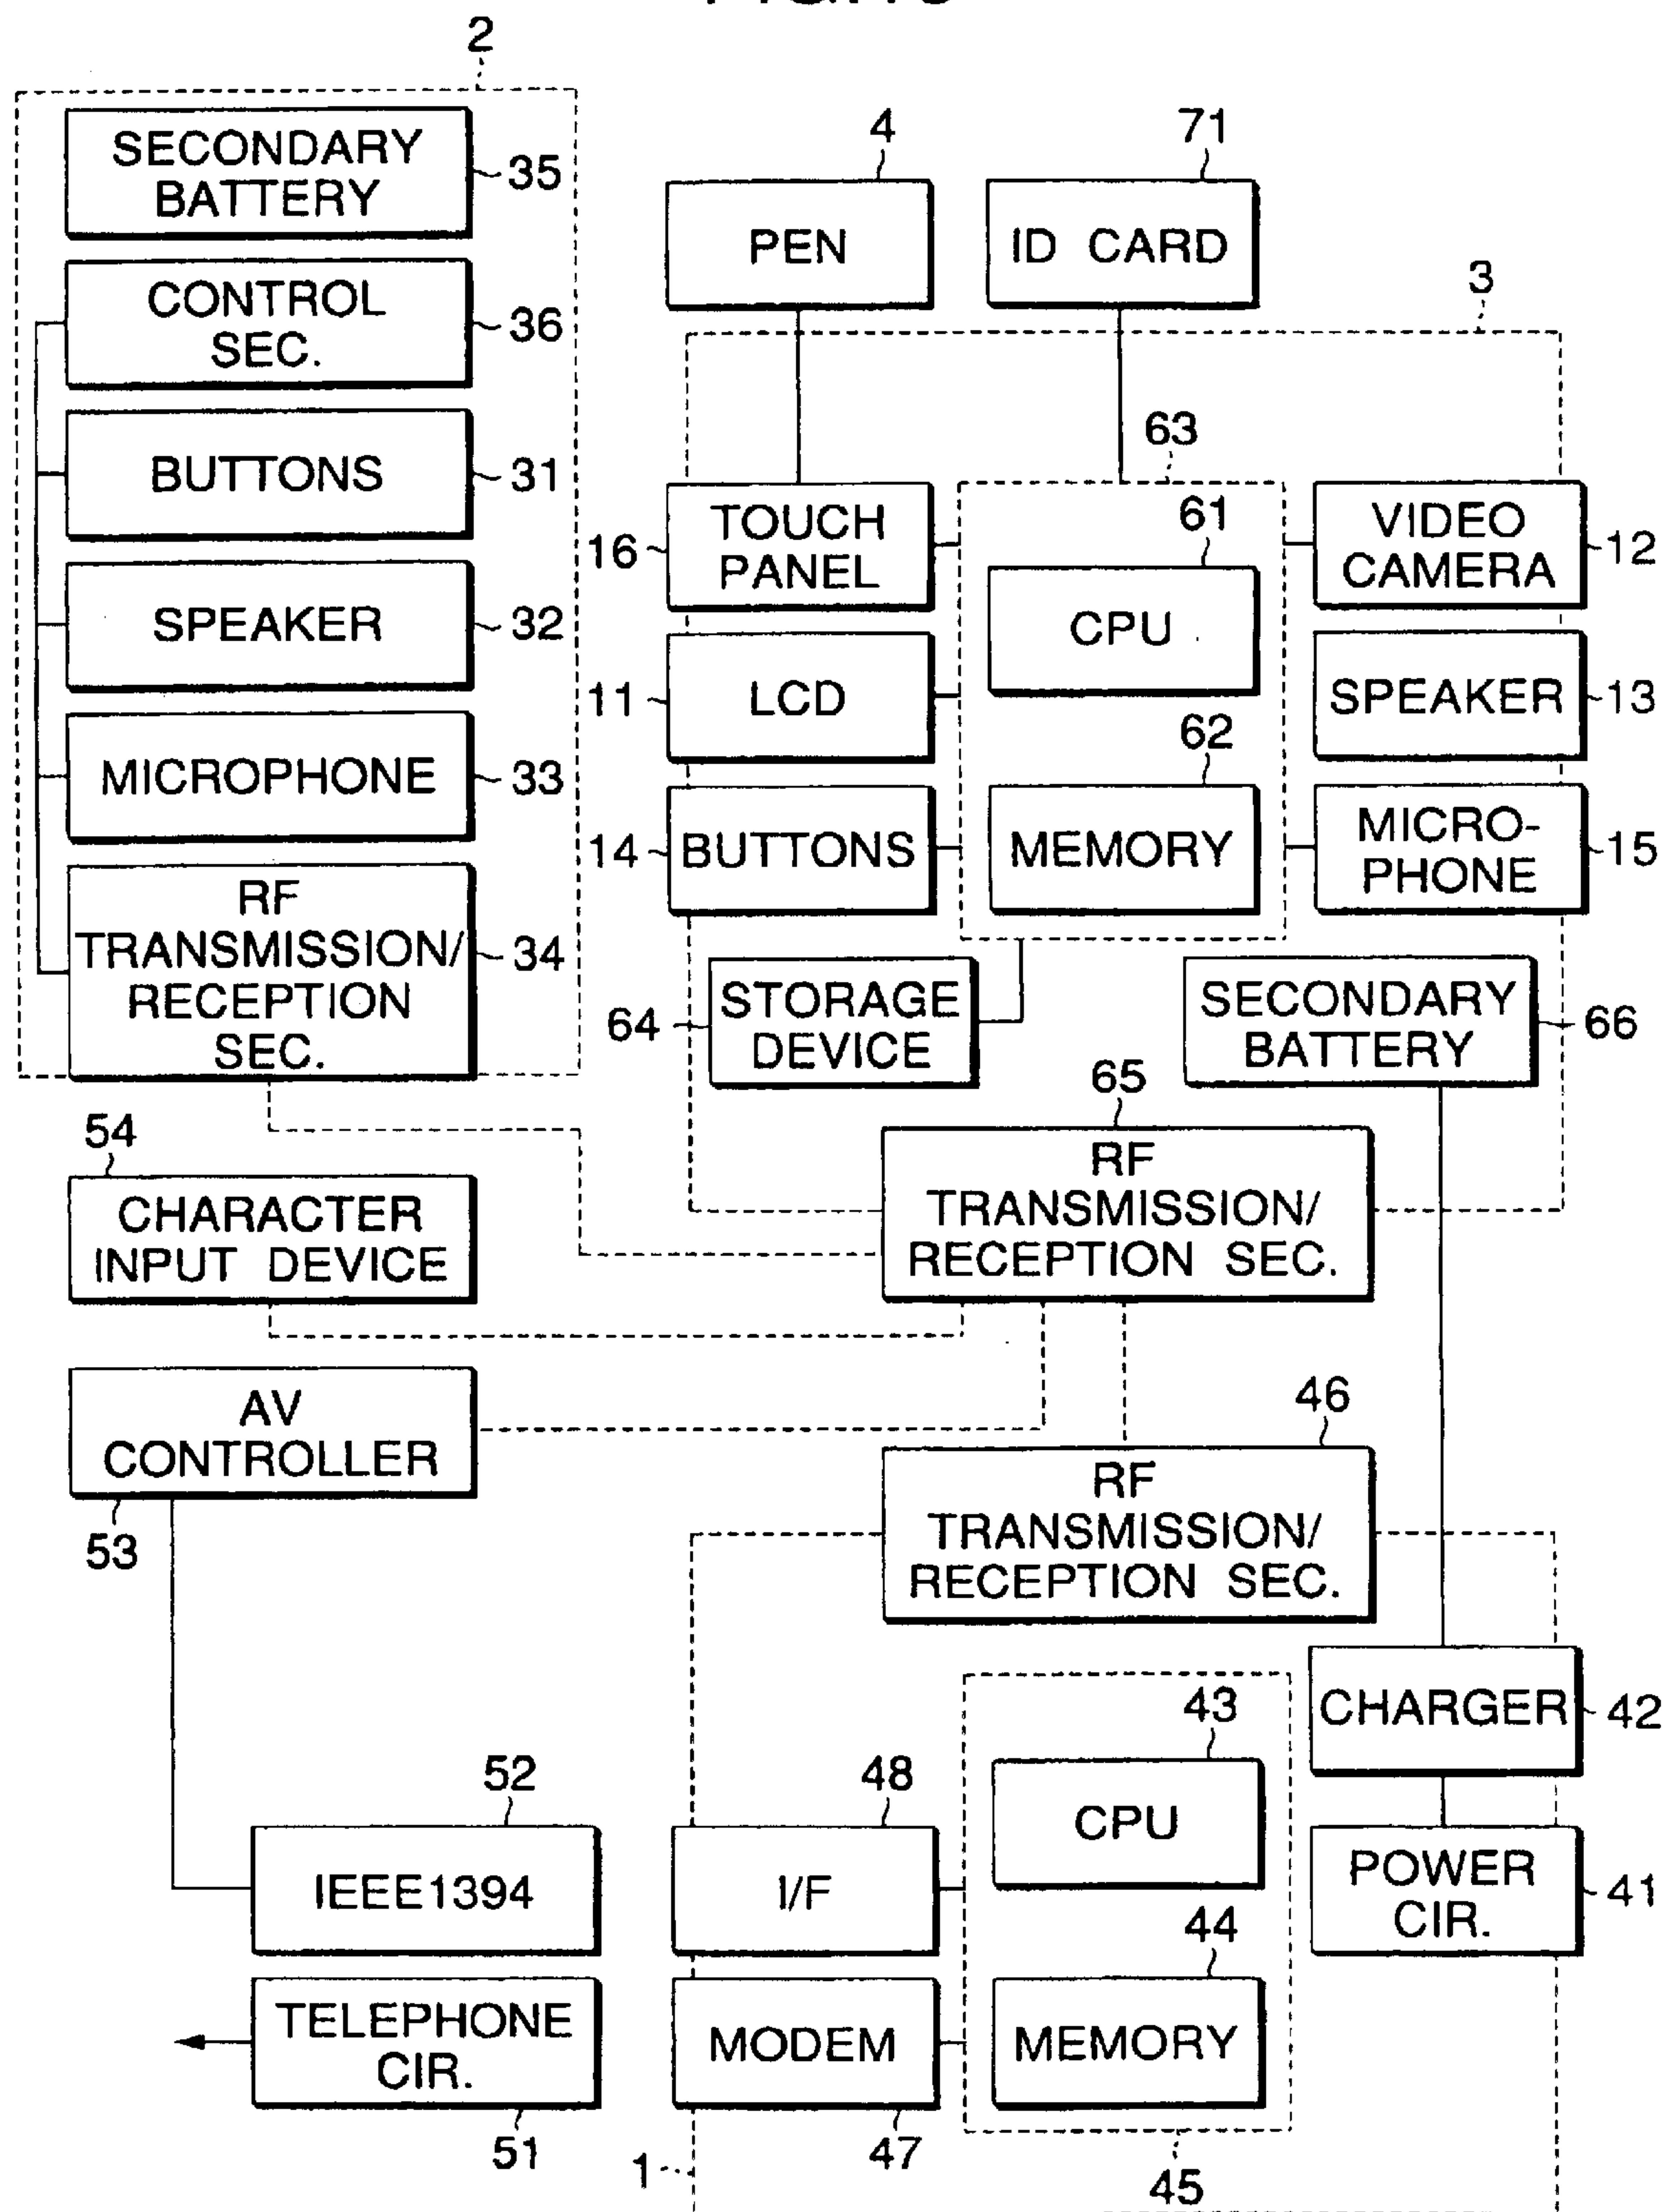 2
SECONDARY
BATTERY
35
CONTROL
SEC.
36
BUTTONS
31
SPEAKER
32
MICROPHONE
33
RF
TRANSMISSION/
RECEPTION
SEC.
34
4
PEN
71
ID CARD
3
63
16
TOUCH
PANEL
61
CPU
VIDEO
CAMERA
12
11
LCD
SPEAKER
13
62
14
BUTTONS
MEMORY
MICRO-
PHONE
15
64
STORAGE
DEVICE
SECONDARY
BATTERY
66
65
RF
TRANSMISSION/
RECEPTION SEC.
54
CHARACTER
INPUT DEVICE
AV
CONTROLLER
53
46
RF
TRANSMISSION/
RECEPTION SEC.
CHARGER
42
52
IEEE1394
48
I/F
43
CPU
POWER
CIR.
41
TELEPHONE
CIR.
51
MODEM
47
44
MEMORY
45
1